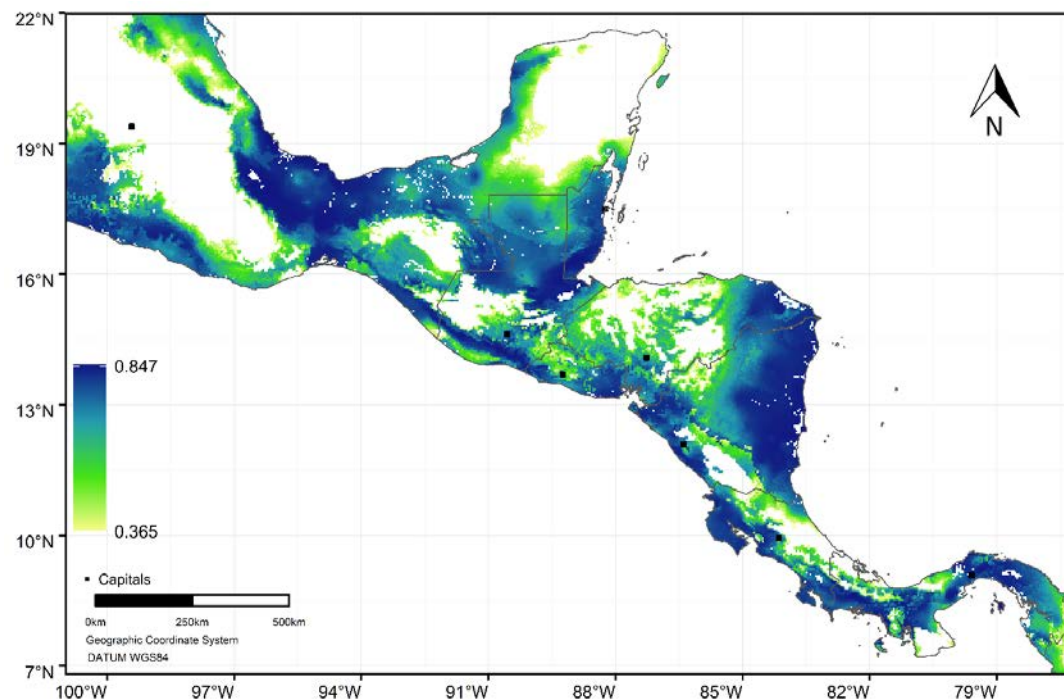 22°N
19°N
16°N
13°N
10°N
7°N
N
0.847
0.365
Capitals
0km 250km 500km
Geographic Coordinate System
DATUM WGS84
100°W 97°W 94°W 91°W 88°W 85°W 82°W 79°W